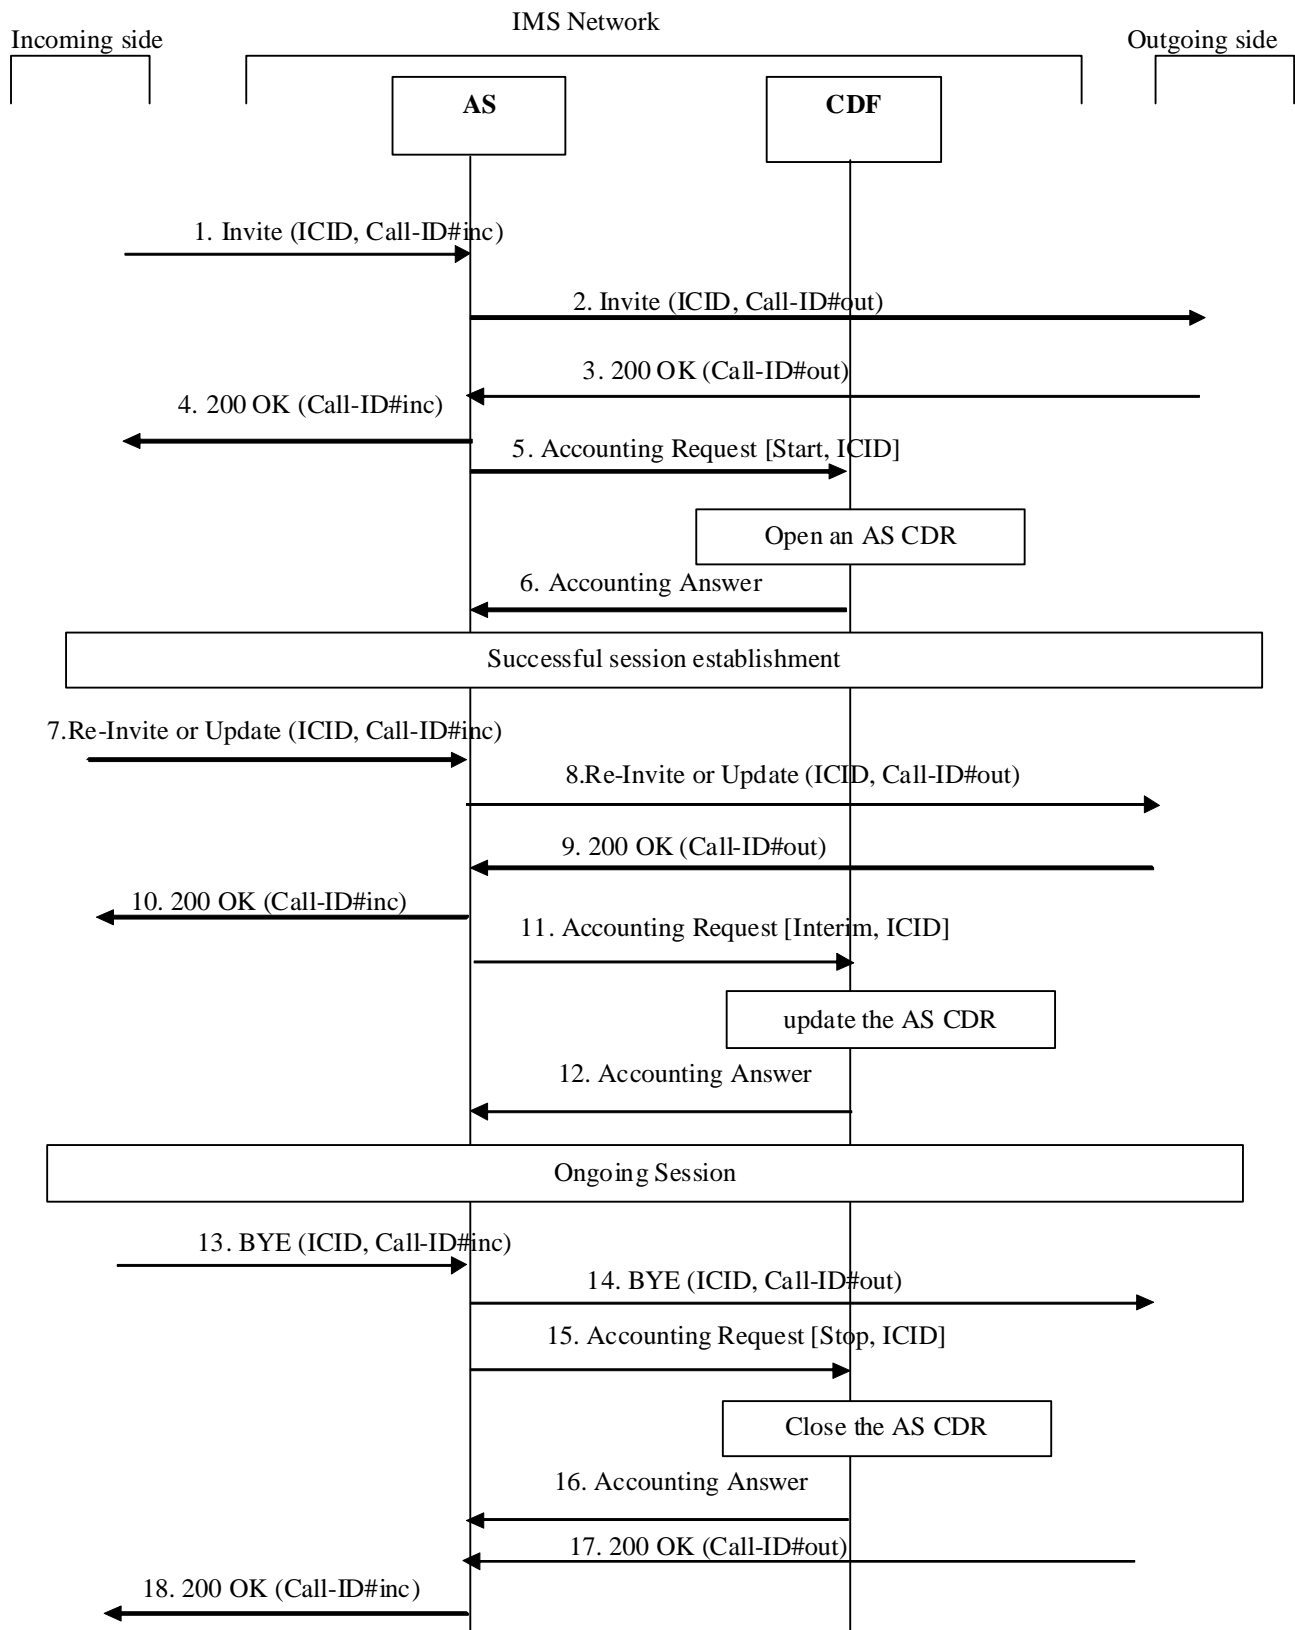 IMS Network
Incoming side
Outgoing side
AS
CDF
1. Invite (ICID, Call-ID#inc)
2. Invite (ICID, Call-ID#out)
3. 200 OK (Call-ID#out)
4. 200 OK (Call-ID#inc)
5. Accounting Request [Start, ICID]
Open an AS CDR
6. Accounting Answer
Successful session establishment
7.Re-Invite or Update (ICID, Call-ID#inc)
8.Re-Invite or Update (ICID, Call-ID#out)
9. 200 OK (Call-ID#out)
10. 200 OK (Call-ID#inc)
11. Accounting Request [Interim, ICID]
update the AS CDR
12. Accounting Answer
Ongoing Session
13. BYE (ICID, Call-ID#inc)
14. BYE (ICID, Call-ID#out)
15. Accounting Request [Stop, ICID]
Close the AS CDR
16. Accounting Answer
17. 200 OK (Call-ID#out)
18. 200 OK (Call-ID#inc)